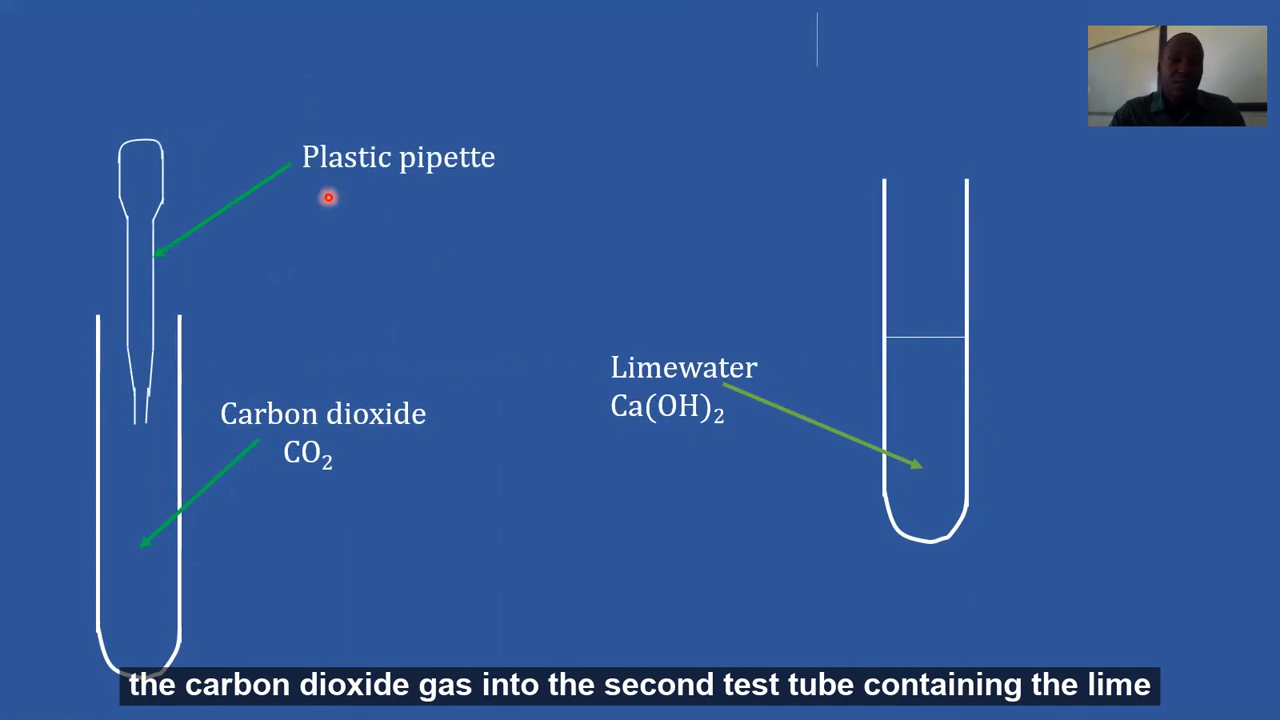 Plastic pipette
Carbon dioxide
CO₂
Limewater
Ca(OH)₂
the carbon dioxide gas into the second test tube containing the lime